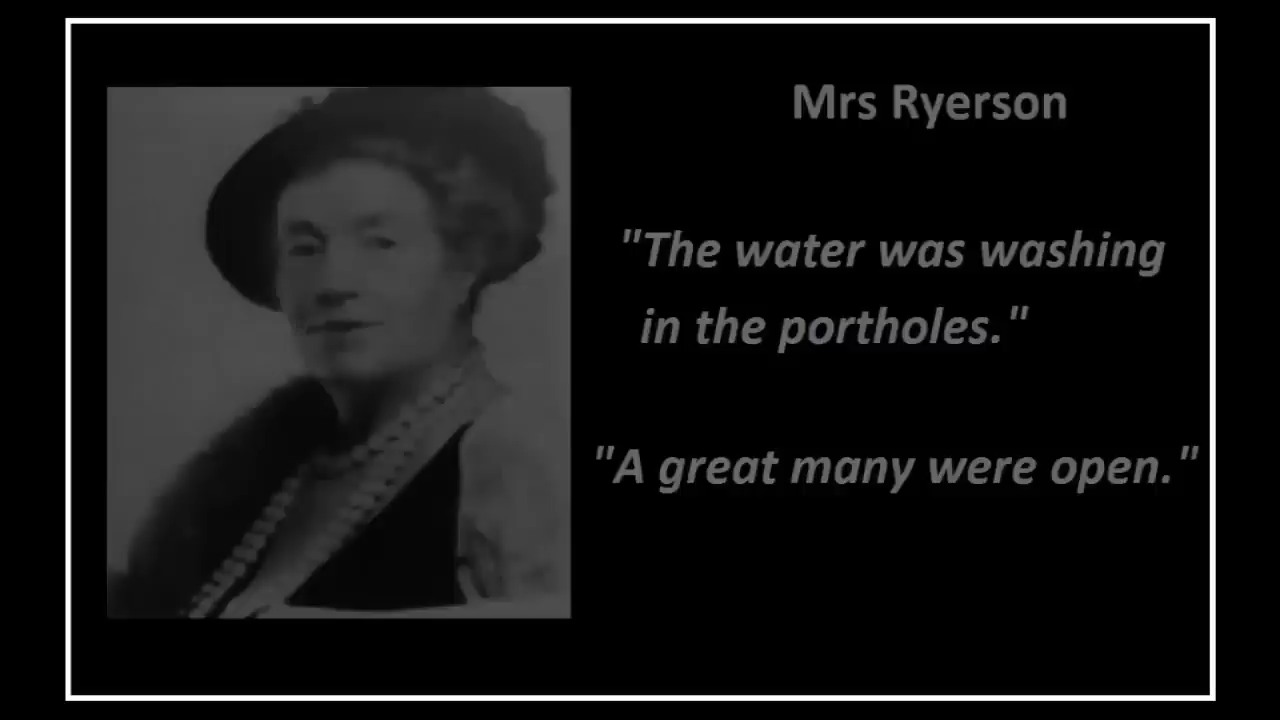 Mrs Ryerson
"The water was washing
in the portholes."
"A great many were open."